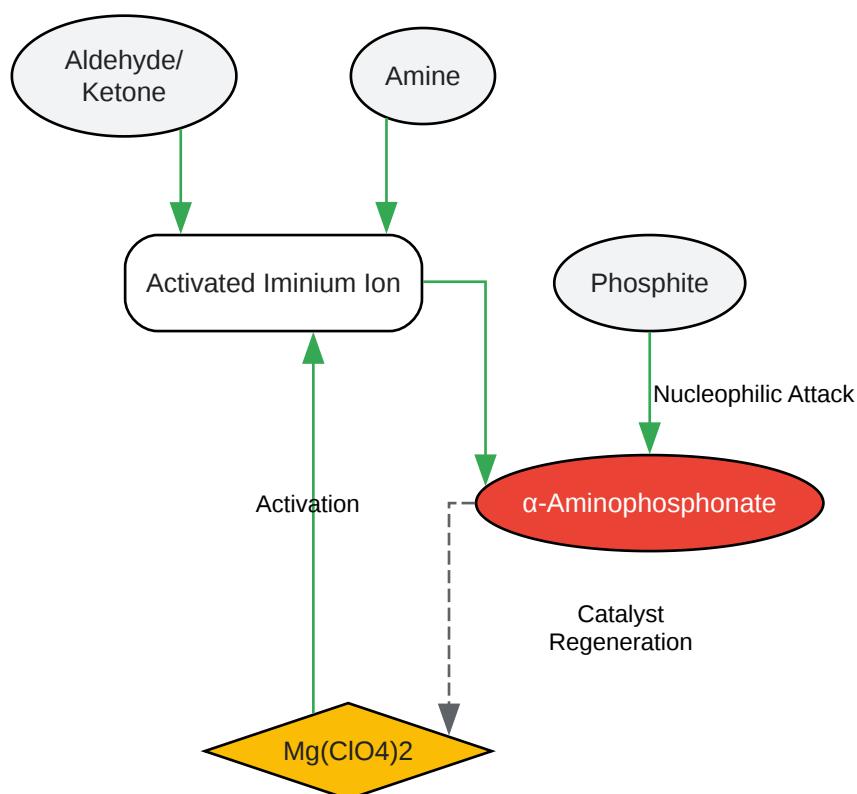 Aldehyde/
Ketone
Amine
Activated Iminium Ion
Phosphite
Nucleophilic Attack
Activation
α-Aminophosphonate
Catalyst
Regeneration
Mg(ClO4)2